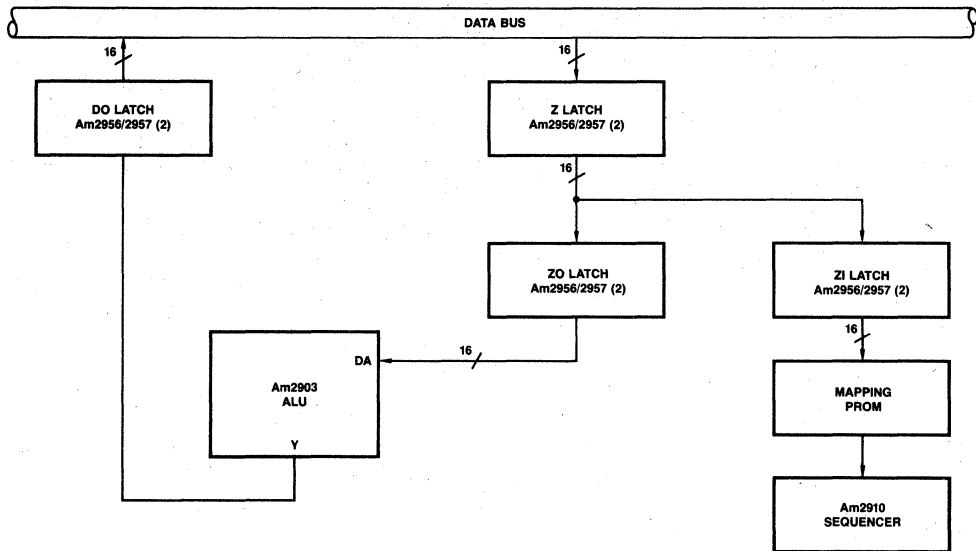 DATA BUS
16
16
DO LATCH
Am2956/2957 (2)
Z LATCH
Am2956/2957 (2)
16
ZO LATCH
Am2956/2957 (2)
ZI LATCH
Am2956/2957 (2)
16
DA
16
Am2903
ALU
Y
MAPPING
PROM
Am2910
SEQUENCER